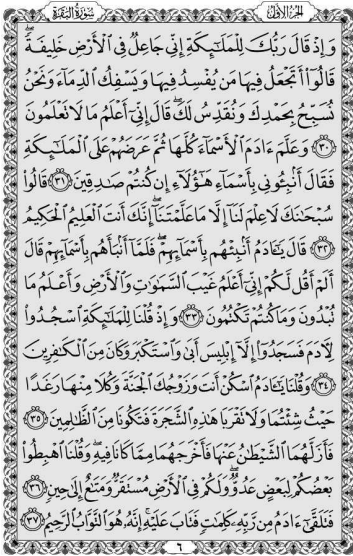 الجزء الأول سورة البقرة
وَإِذْ قَالَ رَبُّكَ لِلْمَلَٰٓئِكَةِ إِنِّي جَاعِلٌ فِي ٱلْأَرْضِ خَلِيفَةً ۖ
قَالُوٓا۟ أَتَجْعَلُ فِيهَا مَن يُفْسِدُ فِيهَا وَيَسْفِكُ ٱلدِّمَآءَ وَنَحْنُ
نُسَبِّحُ بِحَمْدِكَ وَنُقَدِّسُ لَكَ ۖ قَالَ إِنِّيٓ أَعْلَمُ مَا لَا تَعْلَمُونَ
﴿٣٠﴾ وَعَلَّمَ ءَادَمَ ٱلْأَسْمَآءَ كُلَّهَا ثُمَّ عَرَضَهُمْ عَلَى ٱلْمَلَٰٓئِكَةِ
فَقَالَ أَنۢبِـُٔونِي بِأَسْمَآءِ هَٰٓؤُلَآءِ إِن كُنتُمْ صَٰدِقِينَ ﴿٣١﴾ قَالُوا۟
سُبْحَٰنَكَ لَا عِلْمَ لَنَآ إِلَّا مَا عَلَّمْتَنَآ ۖ إِنَّكَ أَنتَ ٱلْعَلِيمُ ٱلْحَكِيمُ
﴿٣٢﴾ قَالَ يَٰٓـَٔادَمُ أَنۢبِئْهُم بِأَسْمَآئِهِمْ ۖ فَلَمَّآ أَنۢبَأَهُم بِأَسْمَآئِهِمْ قَالَ
أَلَمْ أَقُل لَّكُمْ إِنِّيٓ أَعْلَمُ غَيْبَ ٱلسَّمَٰوَٰتِ وَٱلْأَرْضِ وَأَعْلَمُ مَا
تُبْدُونَ وَمَا كُنتُمْ تَكْتُمُونَ ﴿٣٣﴾ وَإِذْ قُلْنَا لِلْمَلَٰٓئِكَةِ ٱسْجُدُوا۟
لِـَٔادَمَ فَسَجَدُوٓا۟ إِلَّآ إِبْلِيسَ أَبَىٰ وَٱسْتَكْبَرَ وَكَانَ مِنَ ٱلْكَٰفِرِينَ
﴿٣٤﴾ وَقُلْنَا يَٰٓـَٔادَمُ ٱسْكُنْ أَنتَ وَزَوْجُكَ ٱلْجَنَّةَ وَكُلَا مِنْهَا رَغَدًا
حَيْثُ شِئْتُمَا وَلَا تَقْرَبَا هَٰذِهِ ٱلشَّجَرَةَ فَتَكُونَا مِنَ ٱلظَّٰلِمِينَ ﴿٣٥﴾
فَأَزَلَّهُمَا ٱلشَّيْطَٰنُ عَنْهَا فَأَخْرَجَهُمَا مِمَّا كَانَا فِيهِ ۖ وَقُلْنَا ٱهْبِطُوا۟
بَعْضُكُمْ لِبَعْضٍ عَدُوٌّ ۖ وَلَكُمْ فِي ٱلْأَرْضِ مُسْتَقَرٌّ وَمَتَٰعٌ إِلَىٰ حِينٍ ﴿٣٦﴾
فَتَلَقَّىٰٓ ءَادَمُ مِن رَّبِّهِۦ كَلِمَٰتٍ فَتَابَ عَلَيْهِ ۚ إِنَّهُۥ هُوَ ٱلتَّوَّابُ ٱلرَّحِيمُ ﴿٣٧﴾
٦